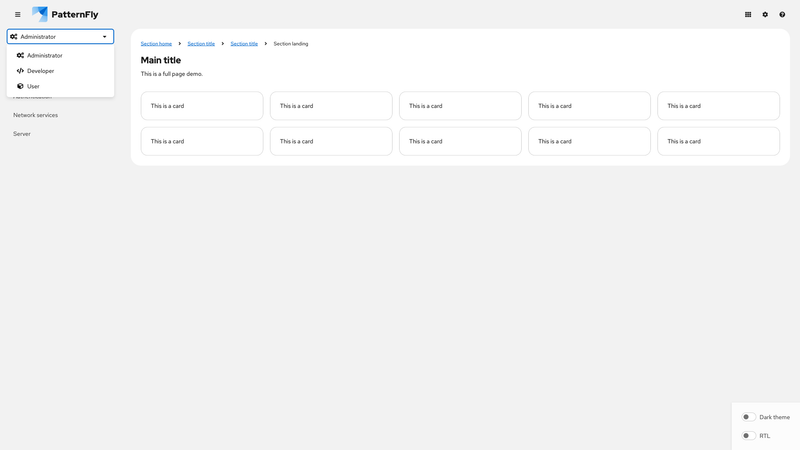 PatternFly
Administrator
Administrator
Developer
User
Network services
Server
Section home Section title Section title Section landing
Main title
This is a full page demo.
This is a card This is a card This is a card This is a card This is a card
This is a card This is a card This is a card This is a card This is a card
Dark theme
RTL